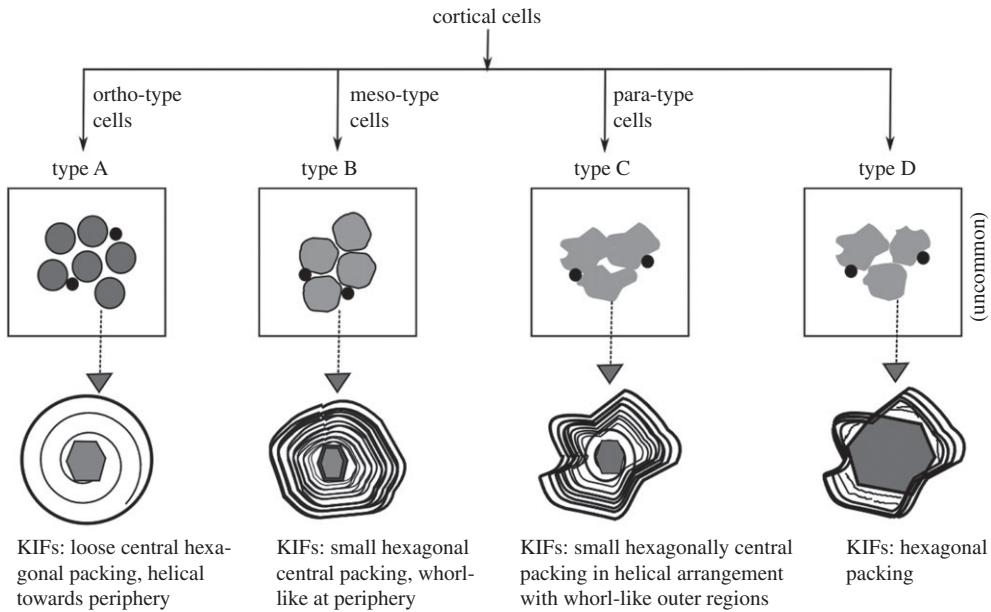 cortical cells
ortho-type
cells
meso-type
cells
para-type
cells
type A
type B
type C
type D
(uncommon)
KIFs: loose central hexa-
gonal packing, helical
towards periphery
KIFs: small hexagonal
central packing, whorl-
like at periphery
KIFs: small hexagonally central
packing in helical arrangement
with whorl-like outer regions
KIFs: hexagonal
packing